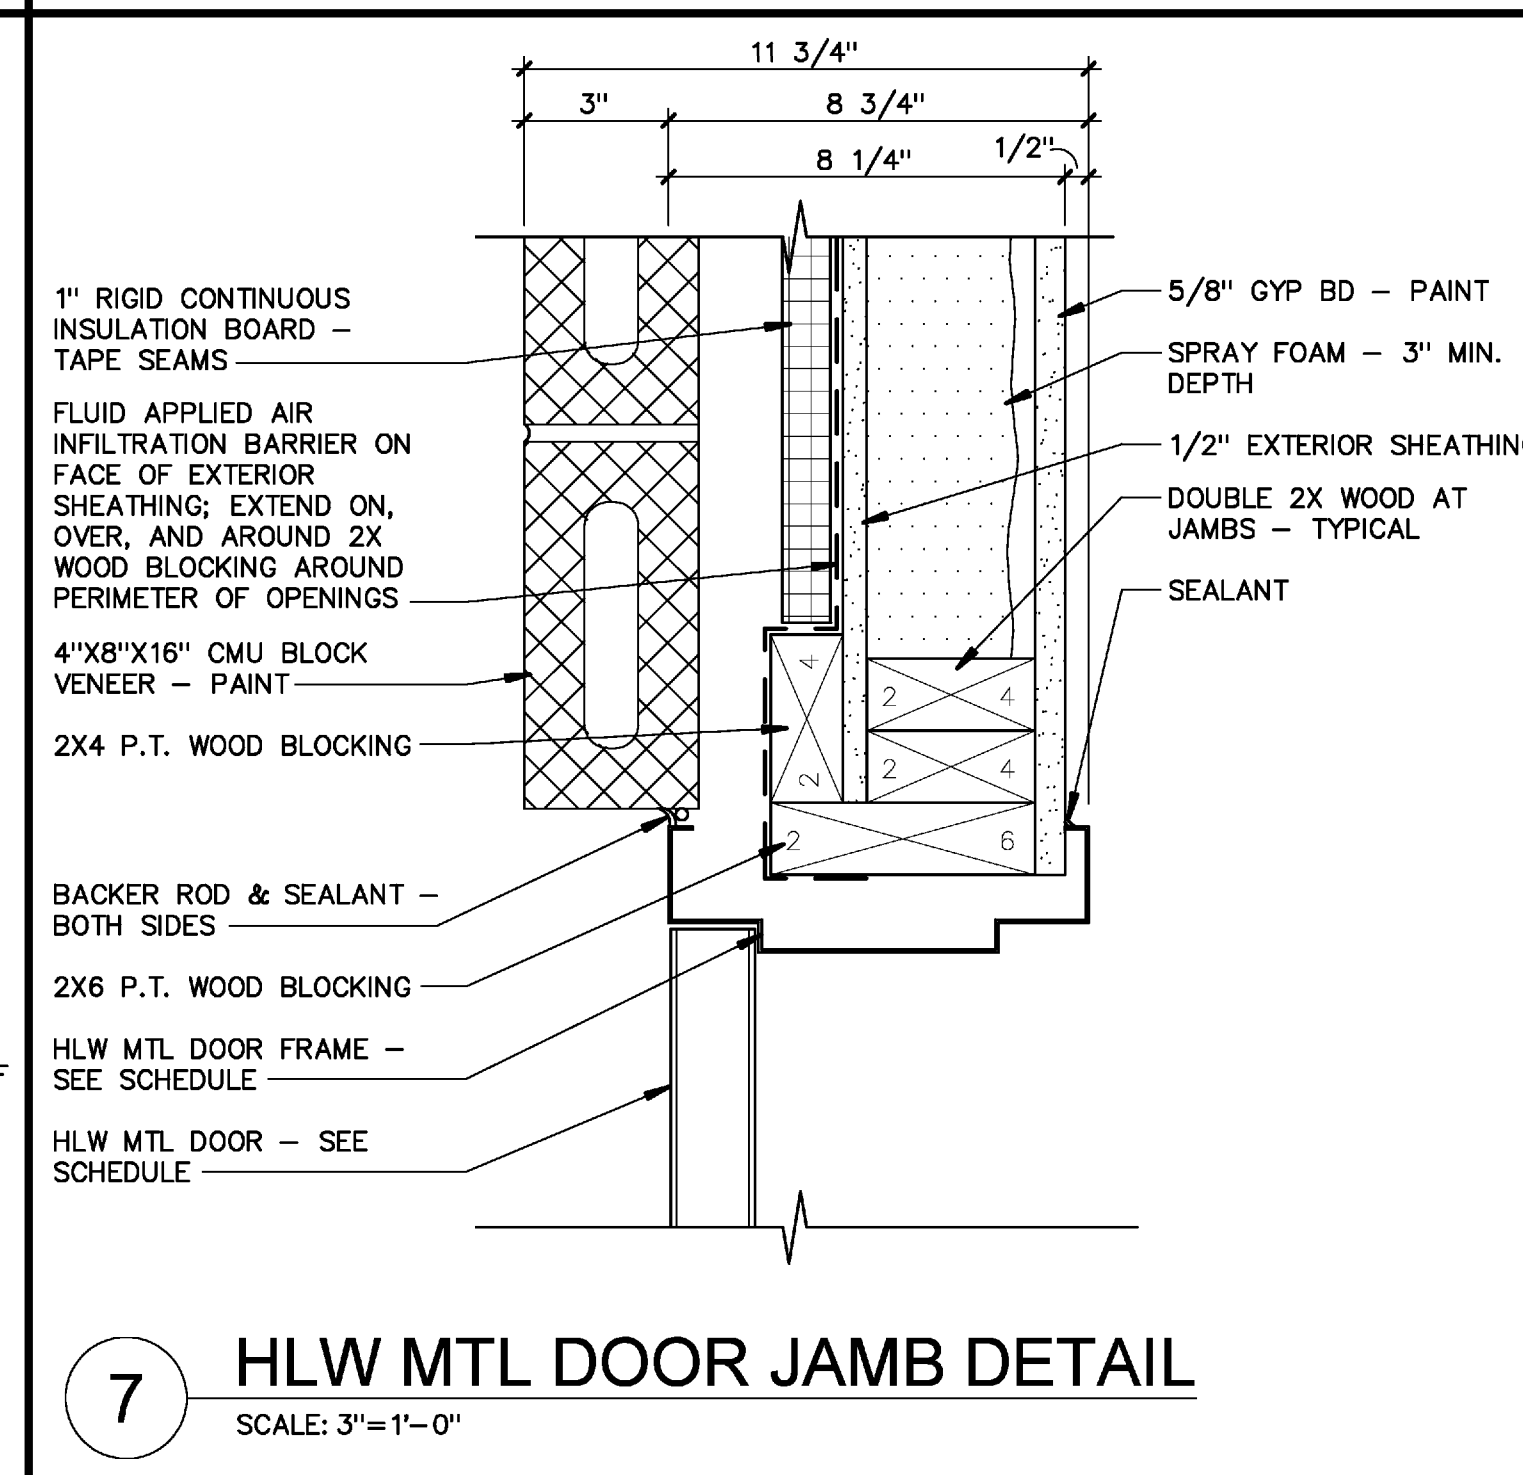 11 3/4"
3"
8 3/4"
8 1/4"
1/2"
1" RIGID CONTINUOUS
INSULATION BOARD –
TAPE SEAMS
FLUID APPLIED AIR
INFILTRATION BARRIER ON
FACE OF EXTERIOR
SHEATHING; EXTEND ON,
OVER, AND AROUND 2X
WOOD BLOCKING AROUND
PERIMETER OF OPENINGS
4"X8"X16" CMU BLOCK
VENEER – PAINT
2X4 P.T. WOOD BLOCKING
BACKER ROD & SEALANT –
BOTH SIDES
2X6 P.T. WOOD BLOCKING
HLW MTL DOOR FRAME –
SEE SCHEDULE
HLW MTL DOOR – SEE
SCHEDULE
5/8" GYP BD – PAINT
SPRAY FOAM – 3" MIN.
DEPTH
1/2" EXTERIOR SHEATHING
DOUBLE 2X WOOD AT
JAMBS – TYPICAL
SEALANT
4
2
2 4
2 4
2 6
7
HLW MTL DOOR JAMB DETAIL
SCALE: 3"=1'–0"